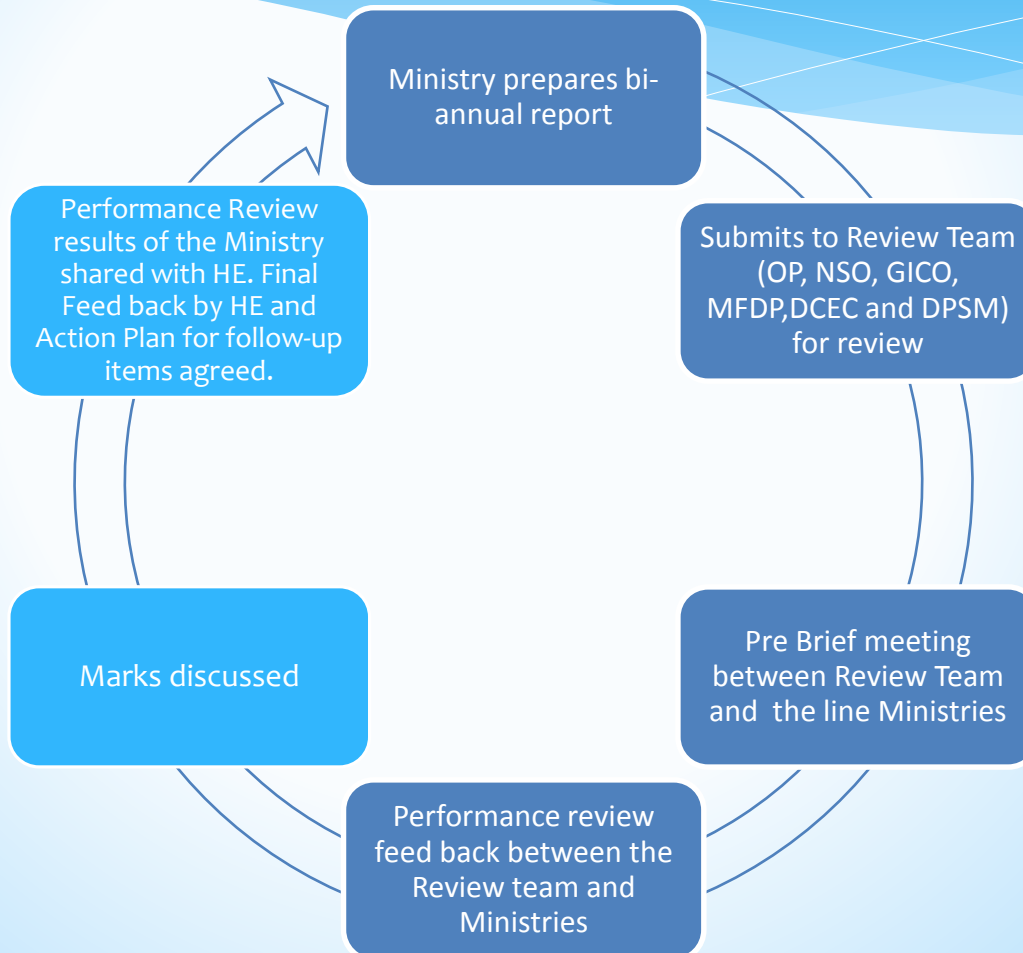 Ministry prepares bi-
annual report
Submits to Review Team
(OP, NSO, GICO,
MFDP,DCEC and DPSM)
for review
Pre Brief meeting
between Review Team
and  the line Ministries
Performance review
feed back between the
Review team and
Ministries
Marks discussed
Performance Review
results of the Ministry
shared with HE. Final
Feed back by HE and
Action Plan for follow-up
items agreed.